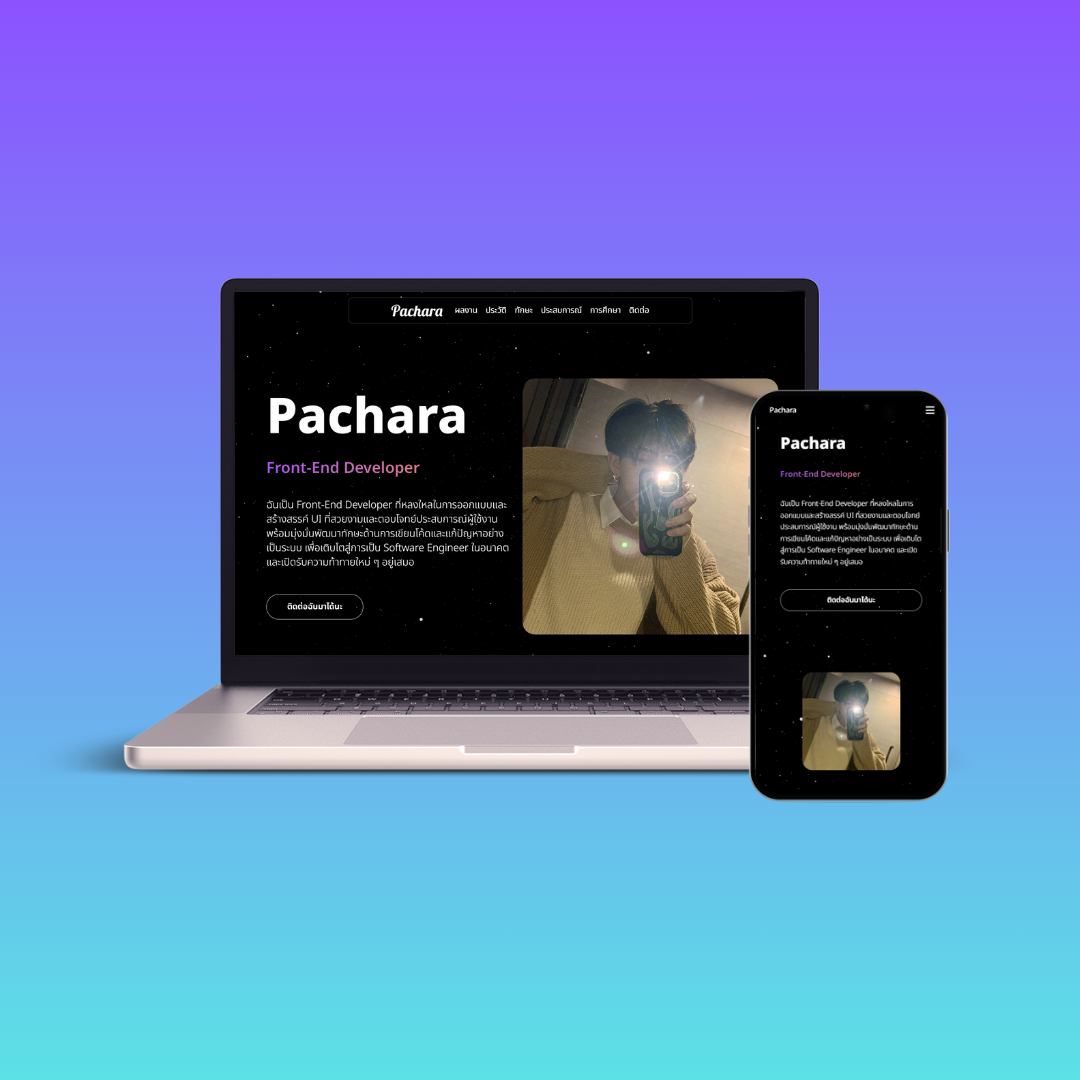 Pachara ผลงาน ประวัติ ทักษะ ประสบการณ์ การศึกษา ติดต่อ
Pachara
Front-End Developer
ฉันเป็น Front-End Developer ที่หลงใหลในการออกแบบและ
สร้างสรรค์ UI ที่สวยงามและตอบโจทย์ประสบการณ์ผู้ใช้งาน
พร้อมมุ่งมั่นพัฒนาทักษะด้านการเขียนโค้ดและแก้ปัญหาอย่าง
เป็นระบบ เพื่อเติบโตสู่การเป็น Software Engineer ในอนาคต
และเปิดรับความท้าทายใหม่ ๆ อยู่เสมอ
ติดต่อฉันมาได้นะ
Pachara
Pachara
Front-End Developer
ฉันเป็น Front-End Developer ที่หลงใหลในการ
ออกแบบและสร้างสรรค์ UI ที่สวยงามและตอบโจทย์
ประสบการณ์ผู้ใช้งาน พร้อมมุ่งมั่นพัฒนาทักษะด้าน
การเขียนโค้ดและแก้ปัญหาอย่างเป็นระบบ เพื่อเติบโต
สู่การเป็น Software Engineer ในอนาคต และเปิด
รับความท้าทายใหม่ ๆ อยู่เสมอ
ติดต่อฉันมาได้นะ